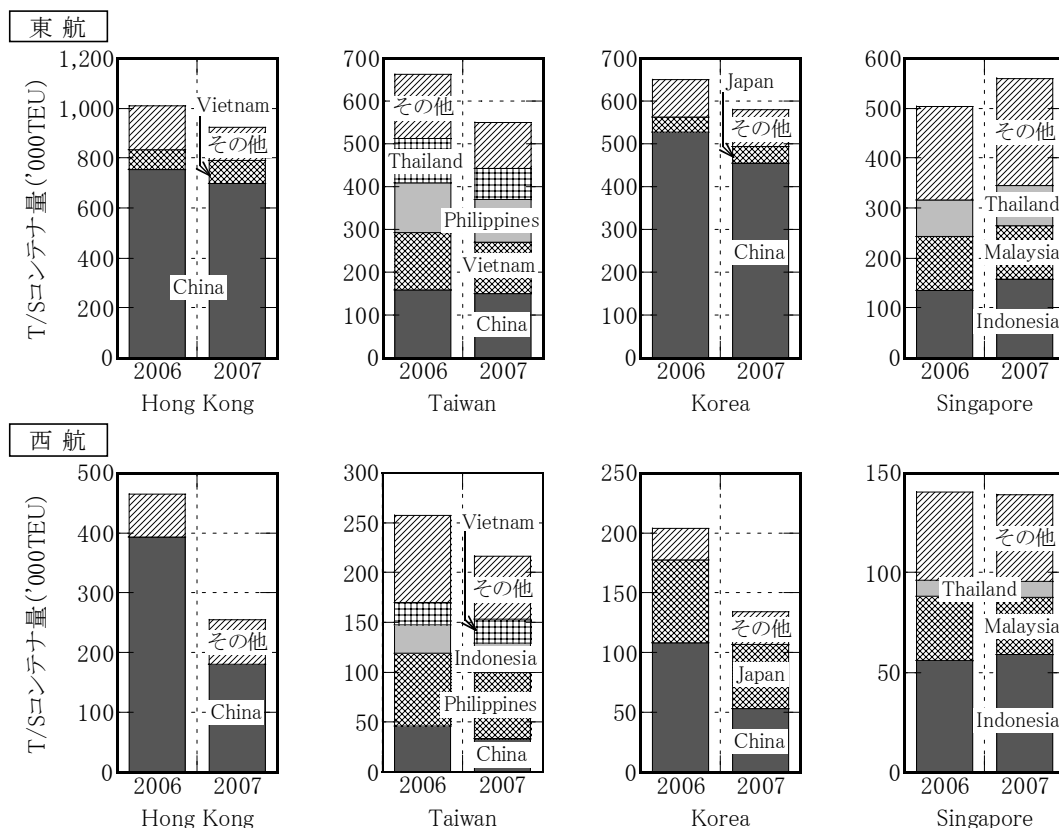 東 航
T/Sコンテナ量('000TEU)
1,200
1,000
800
600
400
200
0
Vietnam
その他
China
2006 2007
Hong Kong
700
600
500
400
300
200
100
0
その他
Thailand
Philippines
Vietnam
China
2006 2007
Taiwan
700
600
500
400
300
200
100
0
Japan
その他
China
2006 2007
Korea
600
500
400
300
200
100
0
その他
Thailand
Malaysia
Indonesia
2006 2007
Singapore
西 航
T/Sコンテナ量('000TEU)
500
400
300
200
100
0
その他
China
2006 2007
Hong Kong
300
250
200
150
100
50
0
Vietnam
その他
Indonesia
Philippines
China
2006 2007
Taiwan
250
200
150
100
50
0
その他
Japan
China
2006 2007
Korea
150
100
50
0
その他
Thailand
Malaysia
Indonesia
2006 2007
Singapore